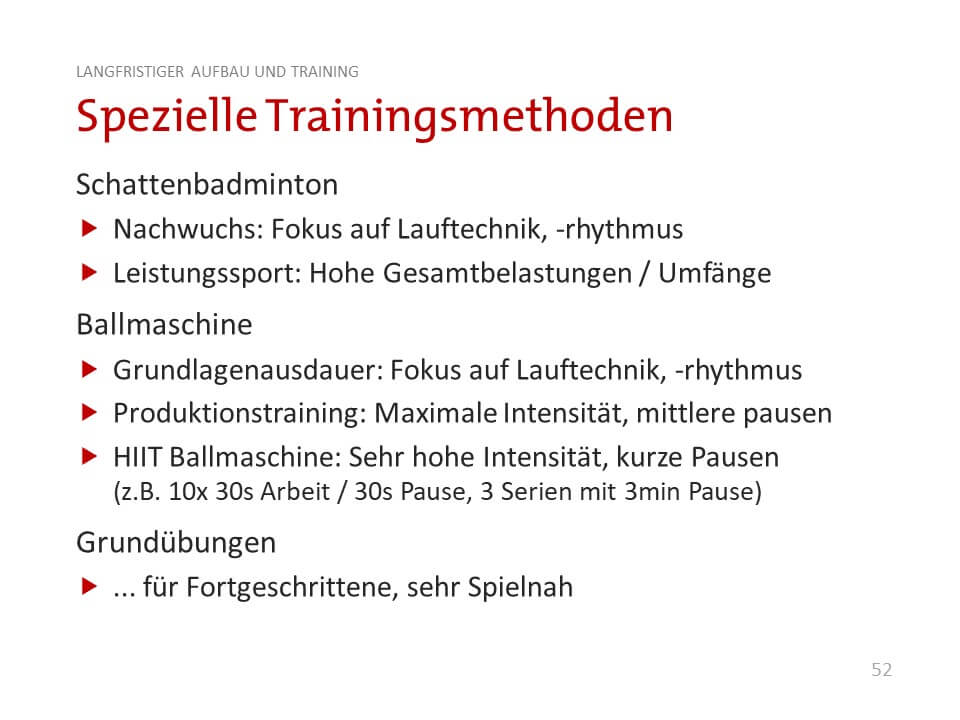 LANGFRISTIGER AUFBAU UND TRAINING
Spezielle Trainingsmethoden
Schattenbadminton
Nachwuchs: Fokus auf Lauftechnik, -rhythmus
Leistungssport: Hohe Gesamtbelastungen / Umfänge
Ballmaschine
Grundlagenausdauer: Fokus auf Lauftechnik, -rhythmus
Produktionstraining: Maximale Intensität, mittlere pausen
HIIT Ballmaschine: Sehr hohe Intensität, kurze Pausen
(z.B. 10x 30s Arbeit / 30s Pause, 3 Serien mit 3min Pause)
Grundübungen
... für Fortgeschrittene, sehr Spielnah
52